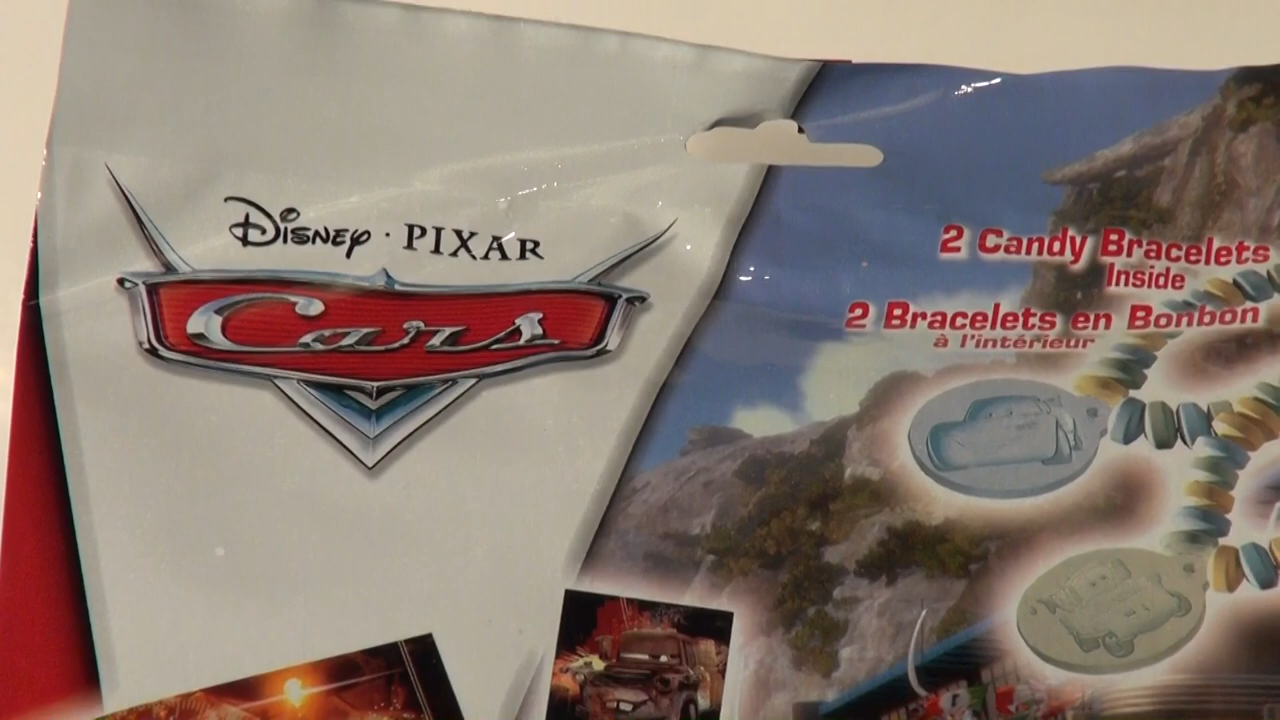 DISNEY · PIXAR
Cars
2 Candy Bracelets
Inside
2 Bracelets en Bonbon
à l'intérieur